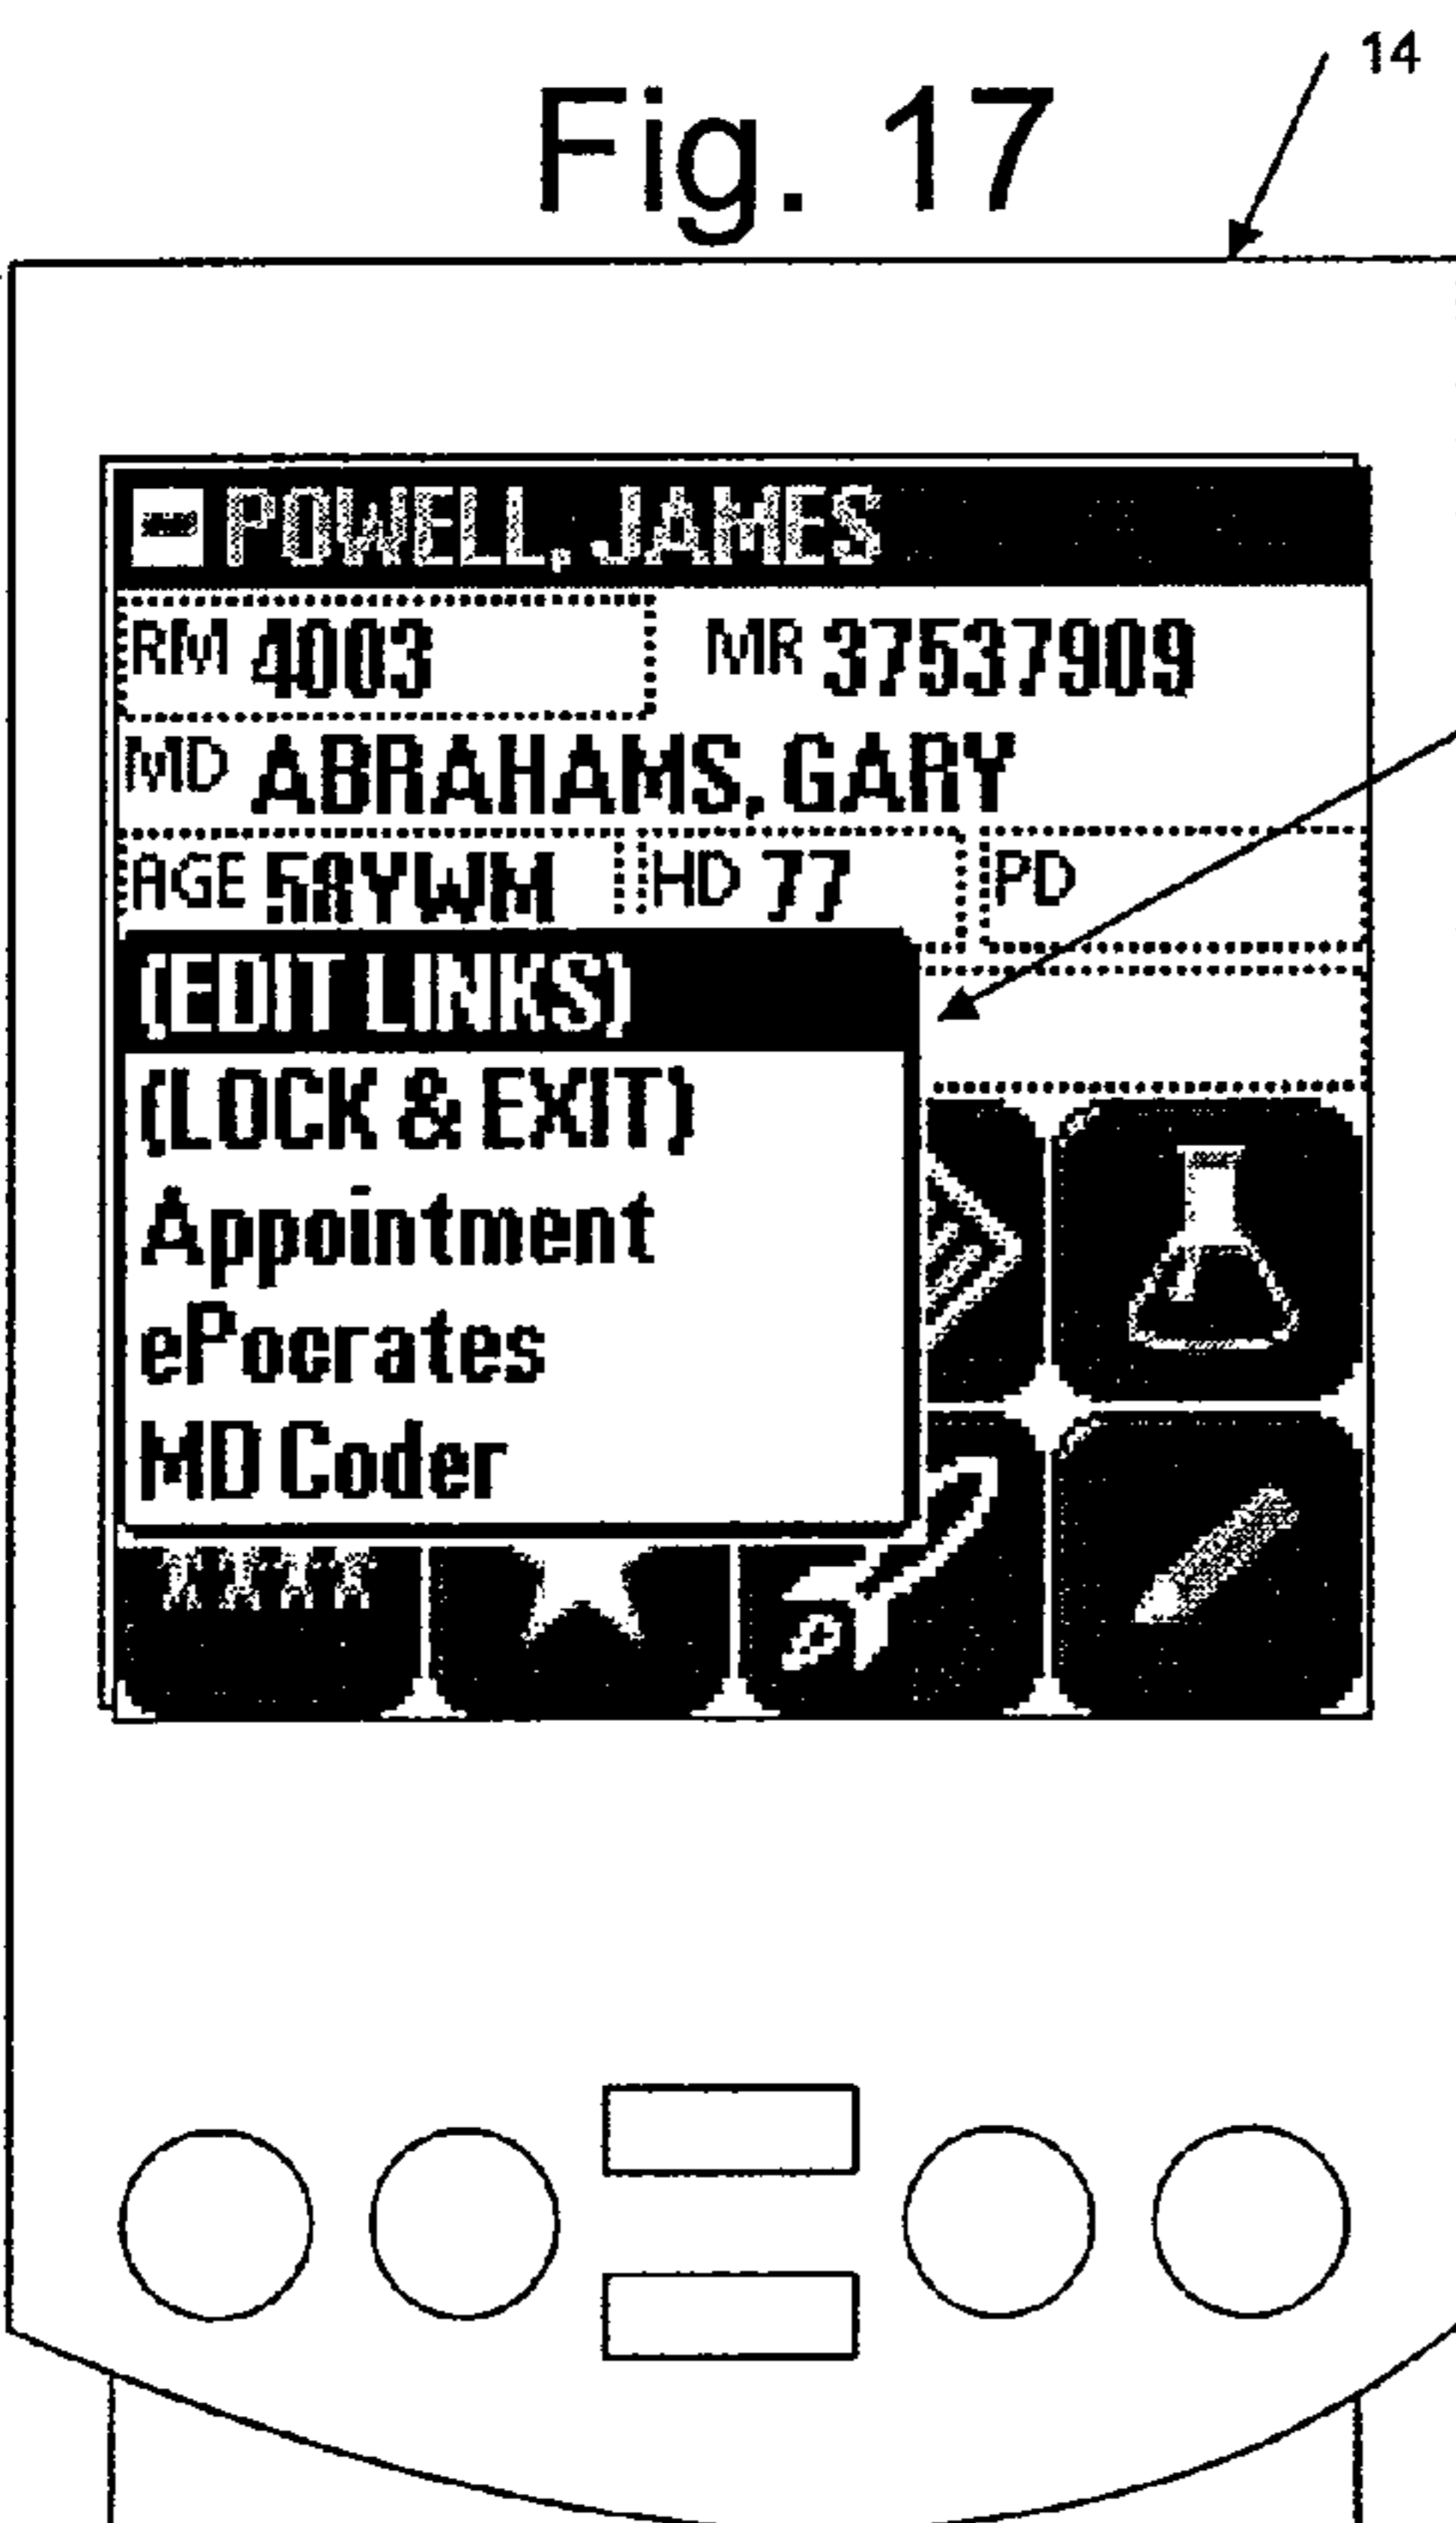 14
Fig. 17
POWELL, JAMES
RM 4003 MR 37537909
MD ABRAHAMS, GARY
AGE 58YWM HD 77 PD
(EDIT LINKS)
(LOCK & EXIT)
Appointment
ePocrates
MD Coder